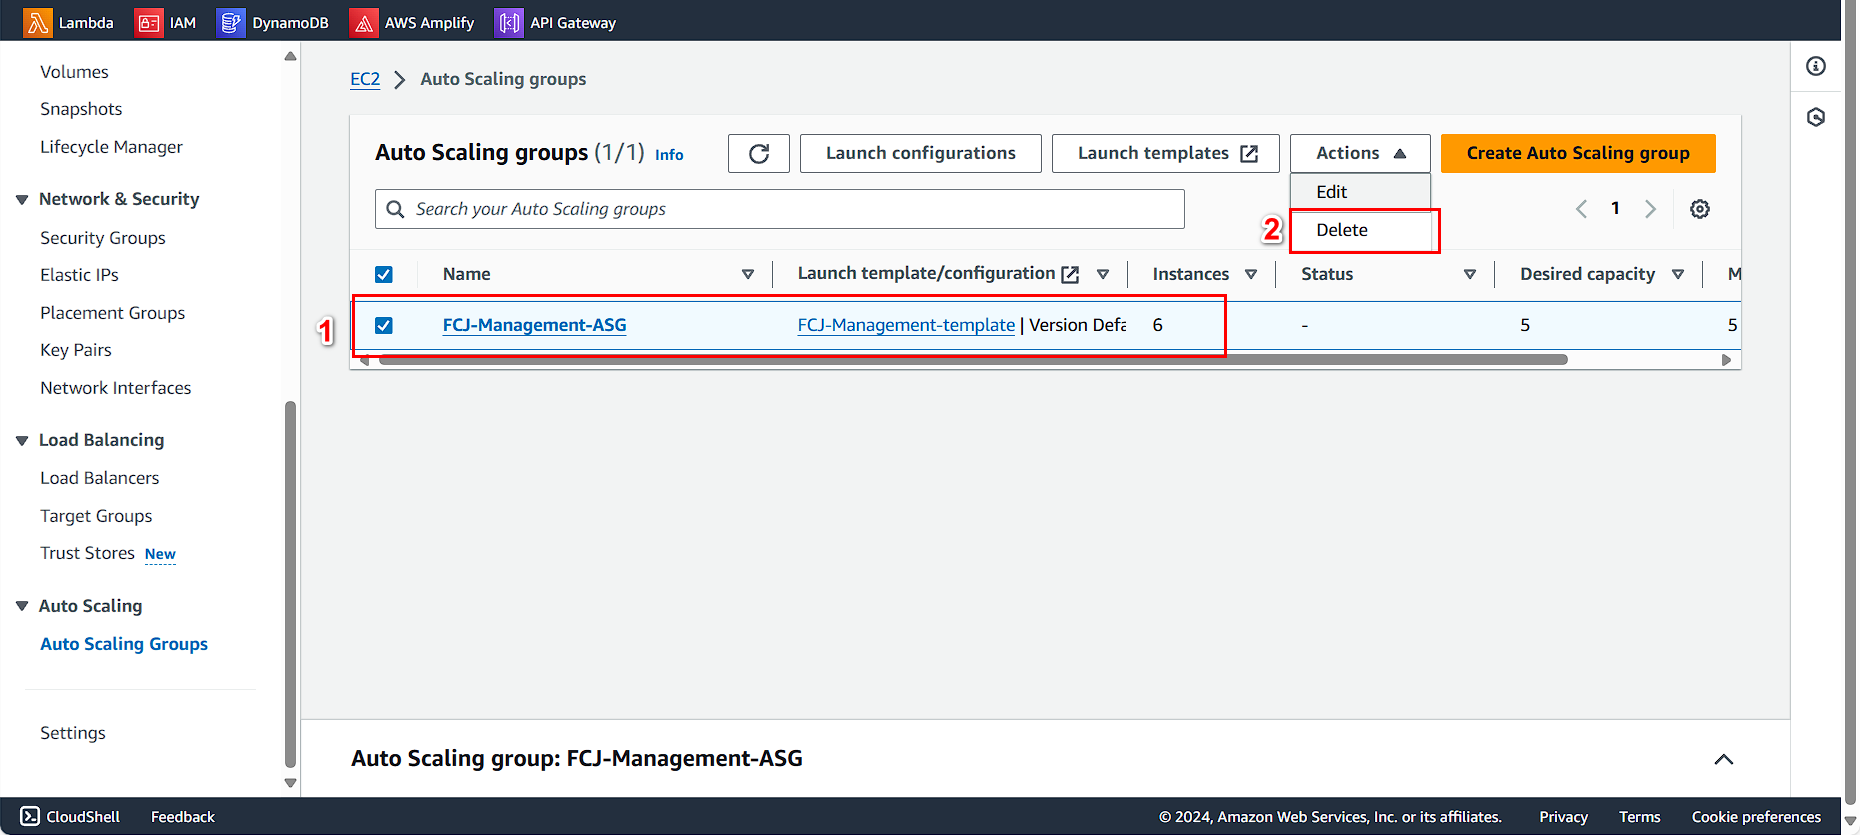 Lambda IAM DynamoDB AWS Amplify API Gateway
Volumes
Snapshots
Lifecycle Manager
Network & Security
Security Groups
Elastic IPs
Placement Groups
Key Pairs
Network Interfaces
Load Balancing
Load Balancers
Target Groups
Trust Stores New
Auto Scaling
Auto Scaling Groups
Settings
EC2 Auto Scaling groups
Auto Scaling groups (1/1) Info
Launch configurations
Launch templates
Actions
Create Auto Scaling group
Edit
Delete
2
Search your Auto Scaling groups
1
Name Launch template/configuration Instances Status Desired capacity M
1
FCJ-Management-ASG FCJ-Management-template | Version Defa 6 - 5 5
Auto Scaling group: FCJ-Management-ASG
CloudShell Feedback © 2024, Amazon Web Services, Inc. or its affiliates. Privacy Terms Cookie preferences